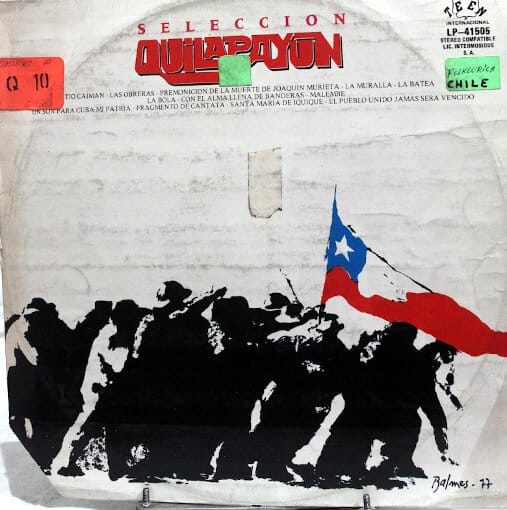 SELECCION
QUILAPAYÚN
TEEN
INTERNACIONAL
LP-41505
STEREO COMPATIBLE
LIC. INTERMUSIQUE
S. A.
Q 10
FOLKLORICA
CHILE
TIO CAIMAN - LAS OBRERAS - PREMONICION DE LA MUERTE DE JOAQUIN MURIETA - LA MURALLA - LA BATEA
LA BOLA - CON EL ALMA LLENA DE BANDERAS - MALEMBE
UN SON PARA CUBA/MI PATRIA - FRAGMENTO DE CANTATA - SANTA MARIA DE IQUIQUE - EL PUEBLO UNIDO JAMAS SERA VENCIDO
Balmes - 77